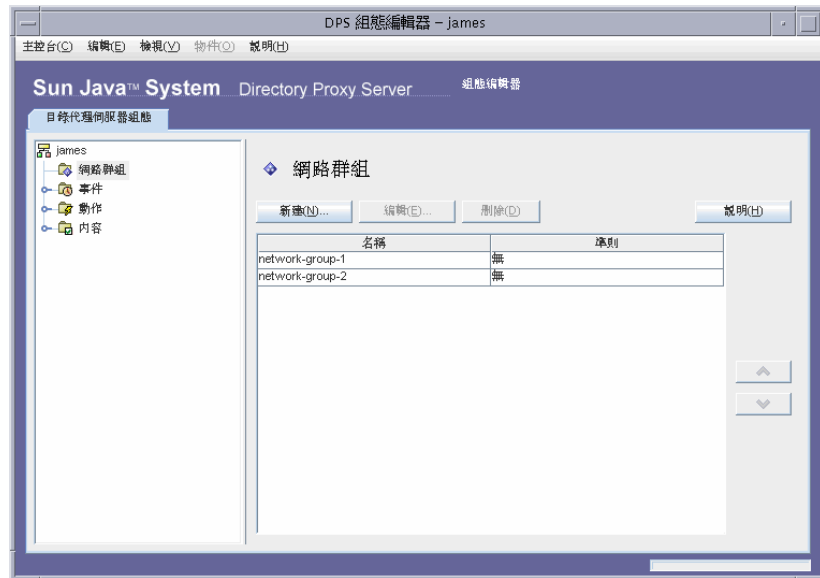 DPS 組態編輯器 – james
主控台(C) 編輯(E) 檢視(V) 物件(O) 說明(H)
Sun Java™ System Directory Proxy Server 組態編輯器
目錄代理伺服器組態
james
網路群組
事件
動作
內容
網路群組
新建(N)... 編輯(E)... 刪除(D) 說明(H)
名稱 準則
network-group-1 無
network-group-2 無